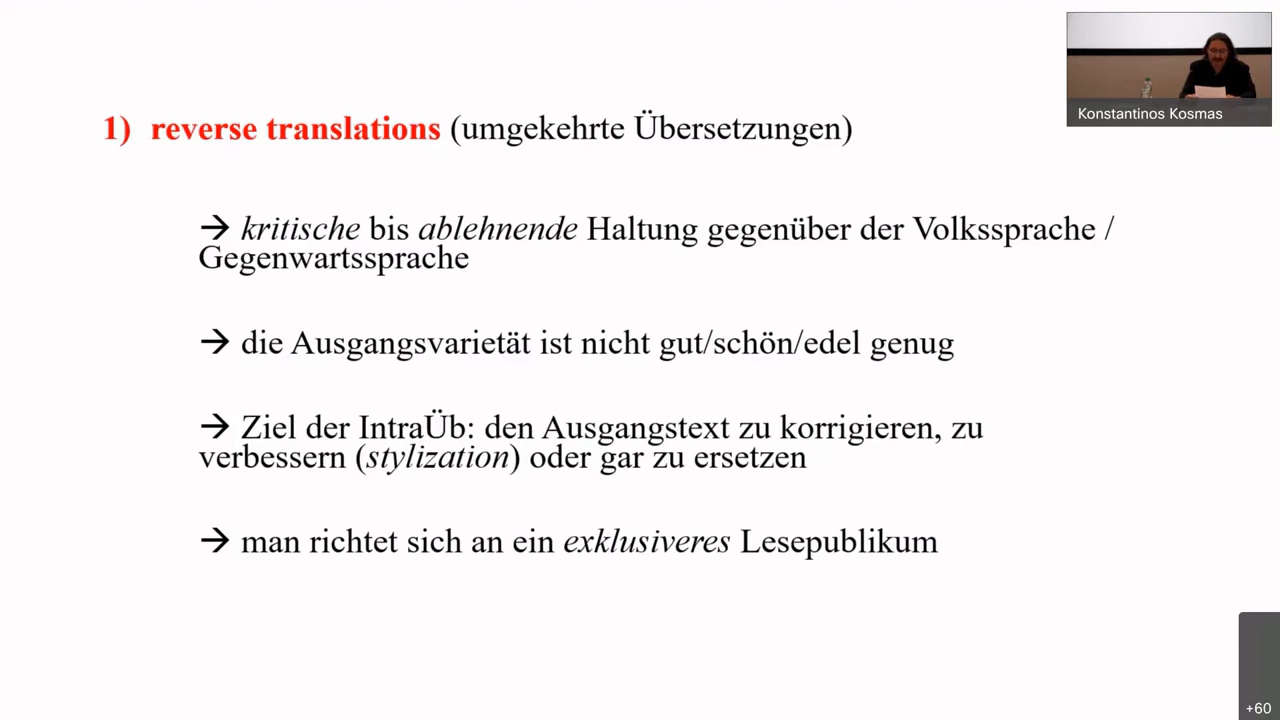 1) reverse translations (umgekehrte Übersetzungen)
→ kritische bis ablehnende Haltung gegenüber der Volkssprache /
Gegenwartssprache
→ die Ausgangsvarietät ist nicht gut/schön/edel genug
→ Ziel der IntraÜb: den Ausgangstext zu korrigieren, zu
verbessern (stylization) oder gar zu ersetzen
→ man richtet sich an ein exklusiveres Lesepublikum
Konstantinos Kosmas
+60